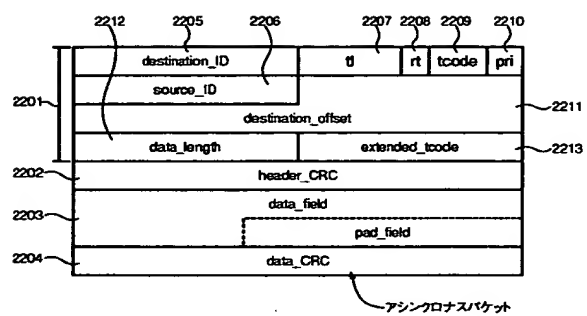 2205 2206 2207 2208 2209 2210
2212
destination_ID tl rt tcode pri
source_ID
2201
destination_offset
2211
data_length extended_tcode
2213
2202 header_CRC
data_field
2203
pad_field
2204 data_CRC
アシンクロナスパケット